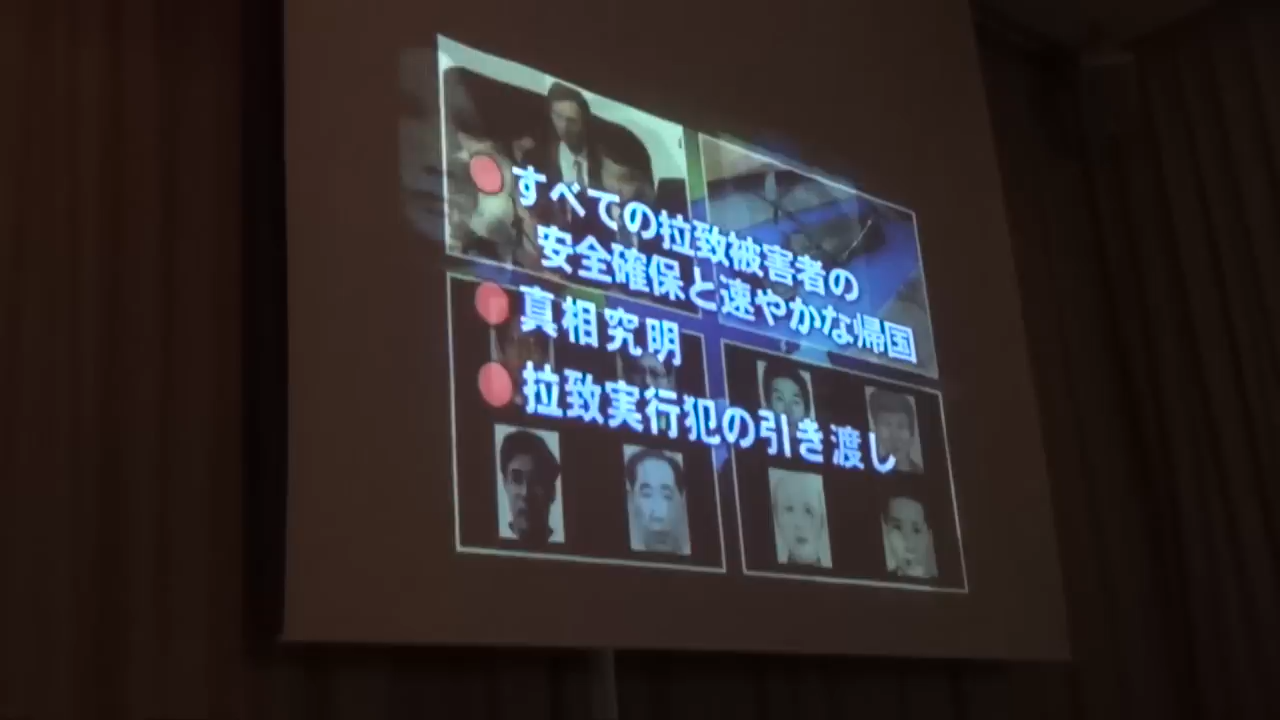 すべての拉致被害者の
安全確保と速やかな帰国
真相究明
拉致実行犯の引き渡し